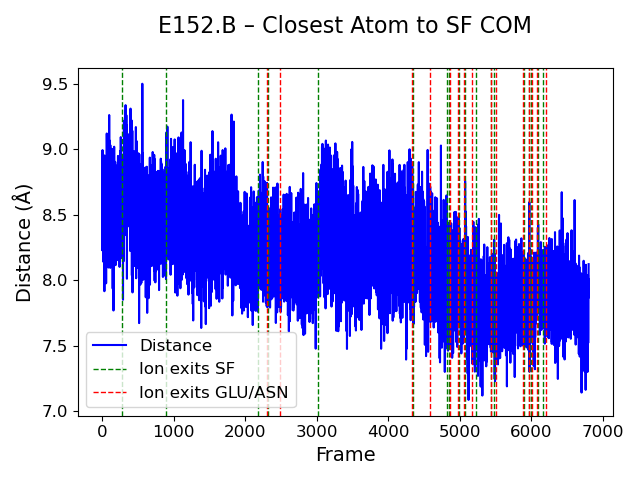 E152.B – Closest Atom to SF COM
9.5
9.0
8.5
8.0
7.5
7.0
Distance (Å)
Distance
Ion exits SF
Ion exits GLU/ASN
0 1000 2000 3000 4000 5000 6000 7000
Frame